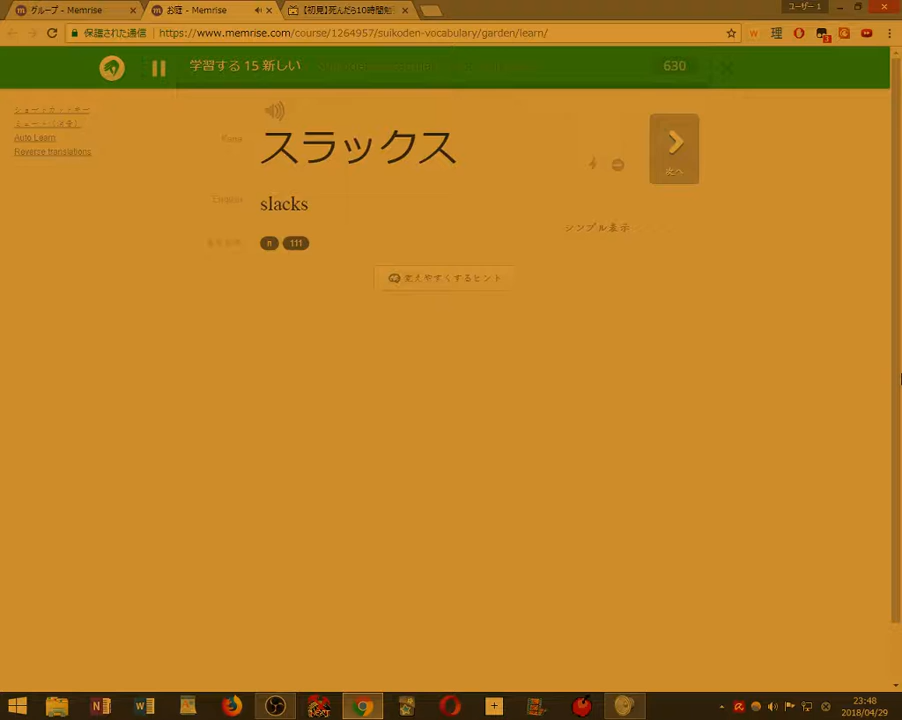 グループ - Memrise
お庭 - Memrise
【初見】死んだら10時間勉
ユーザー 1
保護された通信
https://www.memrise.com/course/1264957/suikoden-vocabulary/garden/learn/
学習する 15 新しい
630
Auto Learn
Reverse translations
スラックス
次へ
slacks
シンプル表示
n
111
覚えやすくするヒント
23:48
2018/04/29